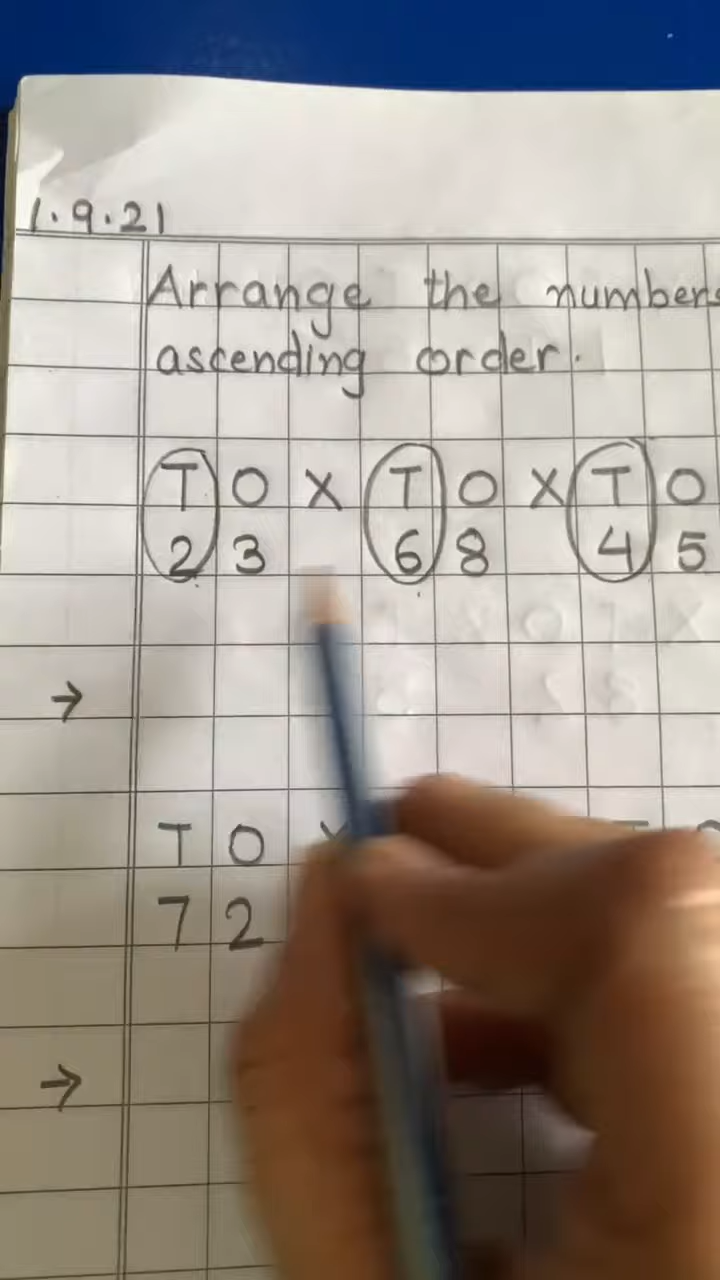 1.9.21
Arrange the numbers
ascending order.
T O X T O X T O
2 3 6 8 4 5
→
T O
7 2
→